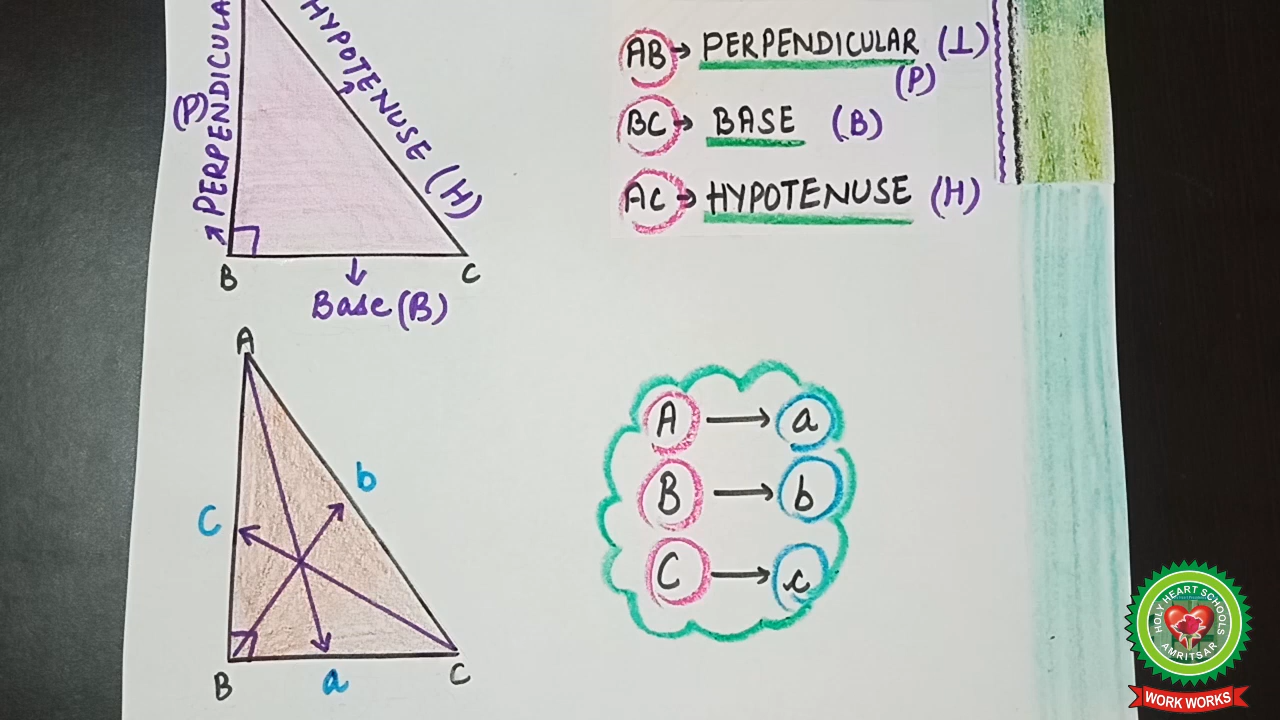 (P)
PERPENDICULA
HYPOTENUSE (H)
B
C
Base (B)
AB → PERPENDICULAR (⊥)
(P)
BC → BASE (B)
AC → HYPOTENUSE (H)
A
b
C
B
a
C
A → a
B → b
C → c
HOLY HEART SCHOOLS
AMRITSAR
WORK WORKS